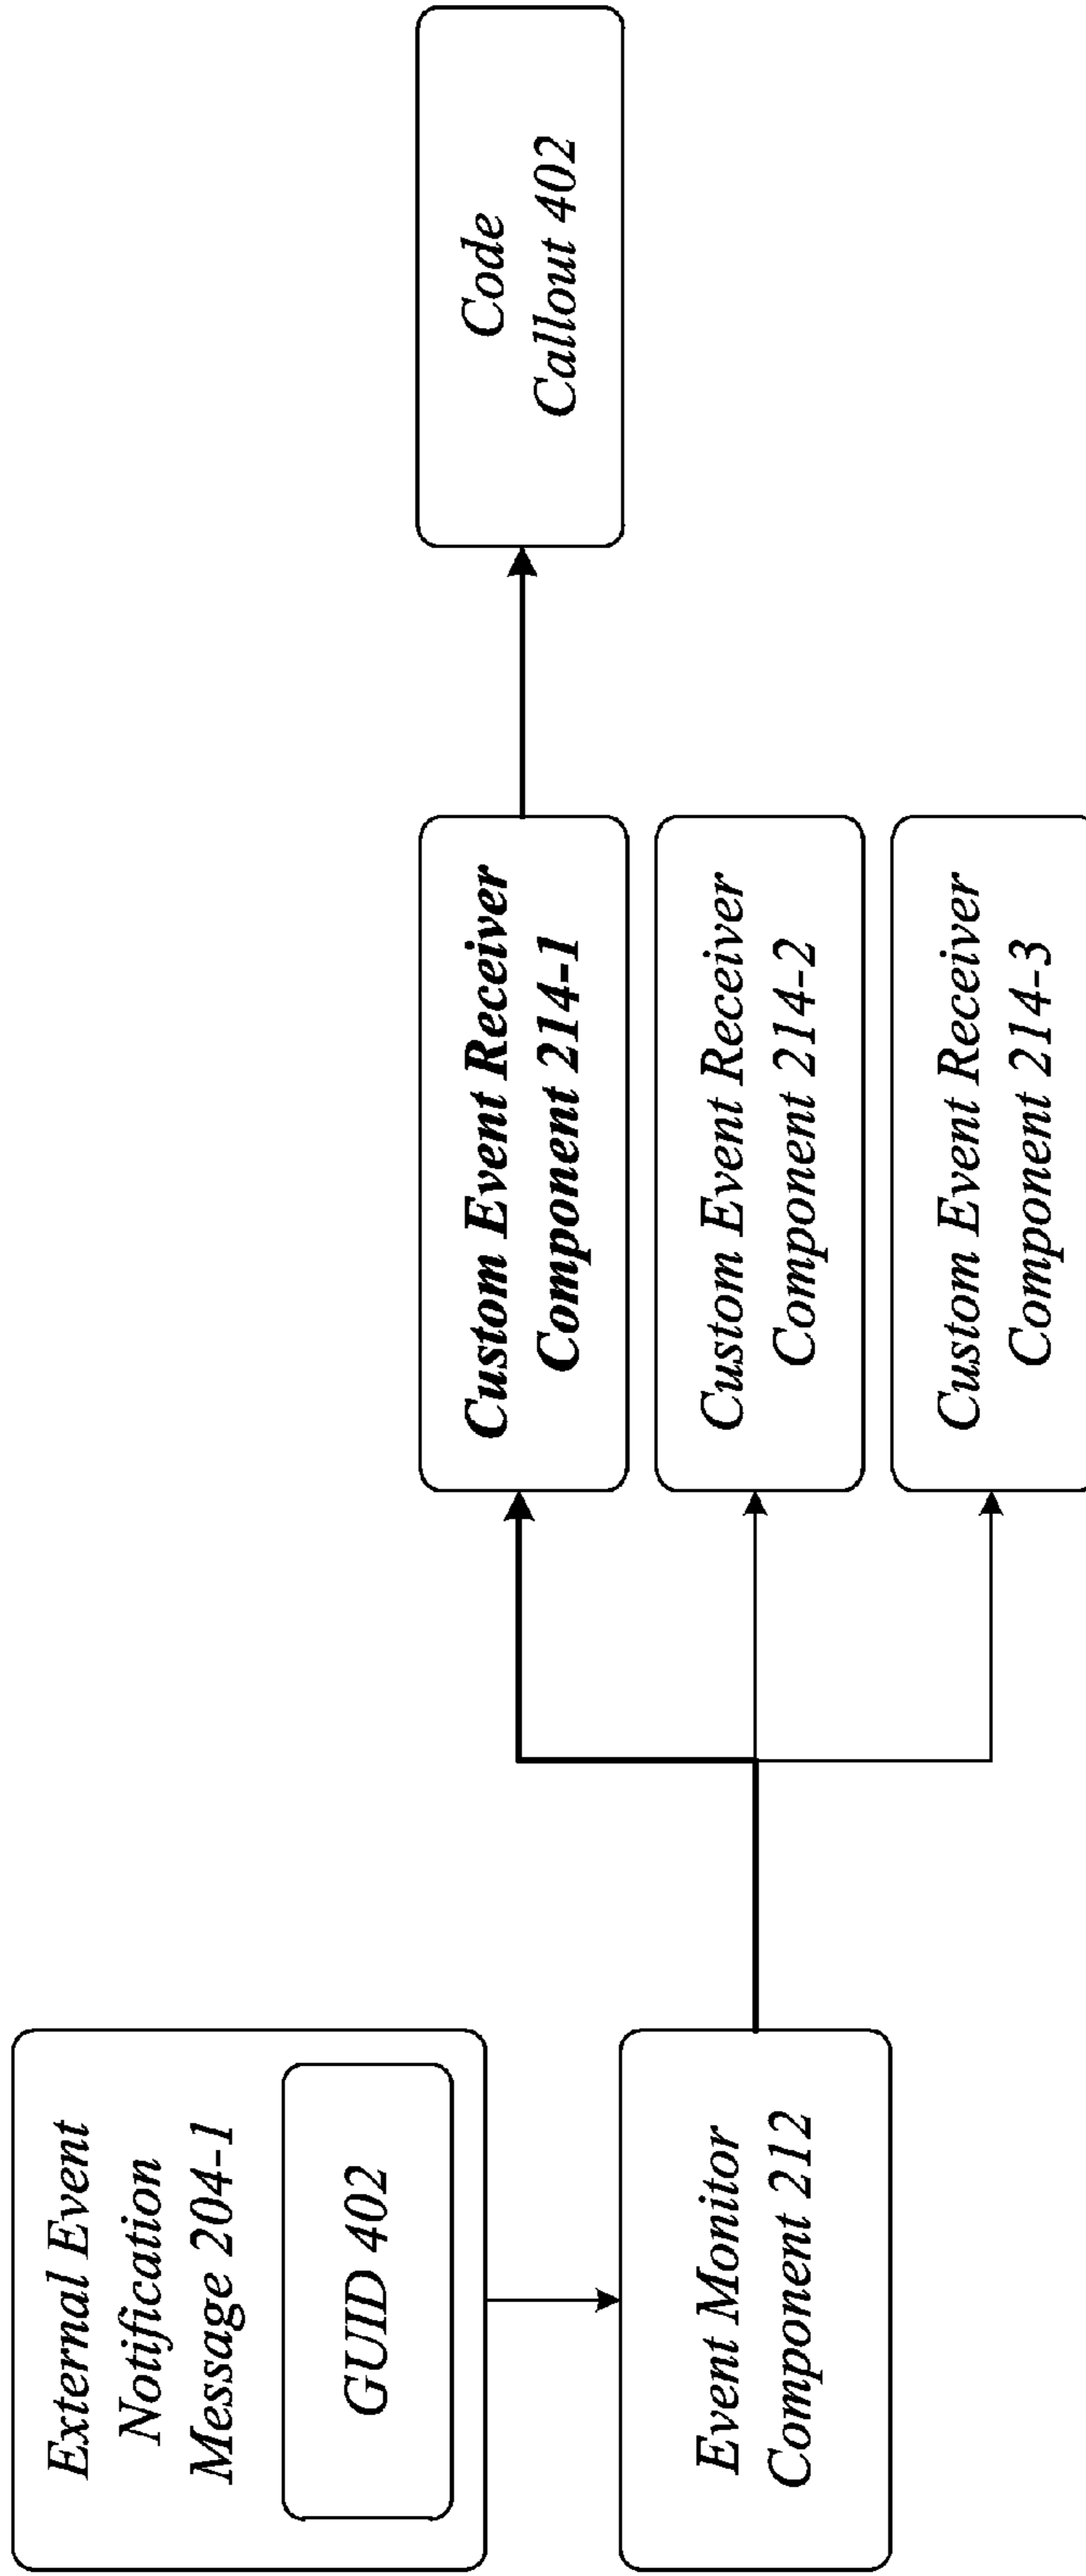 External Event
Notification
Message 204-1
GUID 402
Event Monitor
Component 212
Custom Event Receiver
Component 214-1
Custom Event Receiver
Component 214-2
Custom Event Receiver
Component 214-3
Code
Callout 402